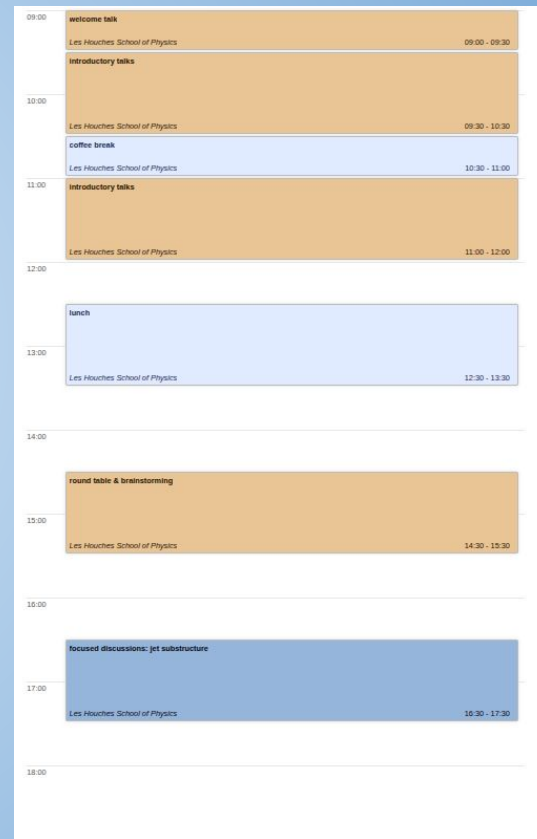 09:00
welcome talk
Les Houches School of Physics 09:00 - 09:30
introductory talks
10:00
Les Houches School of Physics 09:30 - 10:30
coffee break
Les Houches School of Physics 10:30 - 11:00
11:00
introductory talks
Les Houches School of Physics 11:00 - 12:00
12:00
lunch
13:00
Les Houches School of Physics 12:30 - 13:30
14:00
round table & brainstorming
15:00
Les Houches School of Physics 14:30 - 15:30
16:00
focused discussions: jet substructure
17:00
Les Houches School of Physics 16:30 - 17:30
18:00